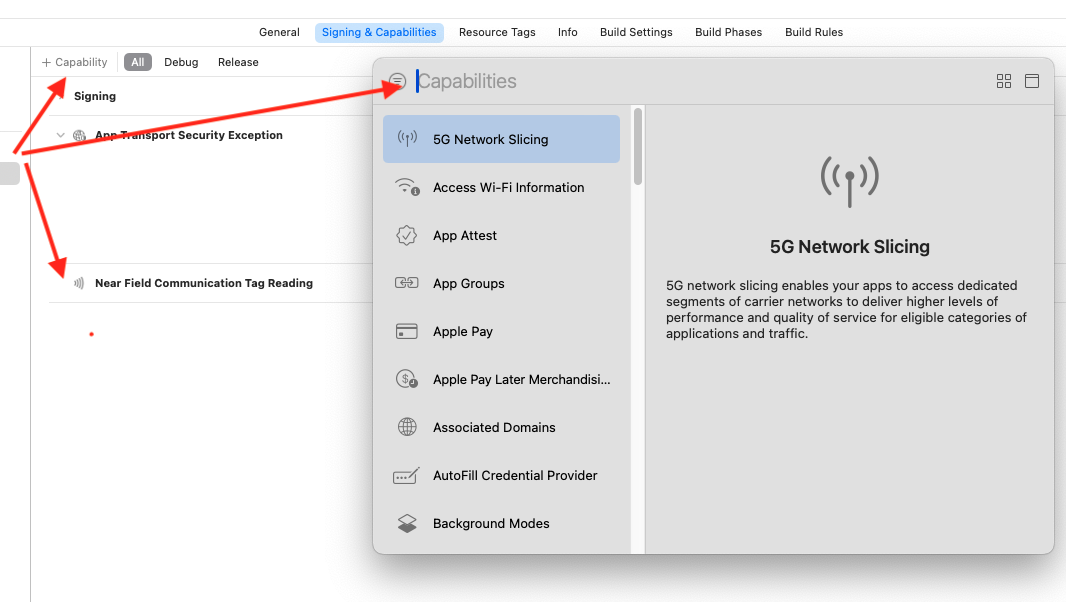 General Signing & Capabilities Resource Tags Info Build Settings Build Phases Build Rules
+ Capability All Debug Release
Signing
App Transport Security Exception
Near Field Communication Tag Reading
Capabilities
5G Network Slicing
Access Wi-Fi Information
App Attest
App Groups
Apple Pay
Apple Pay Later Merchandisi...
Associated Domains
AutoFill Credential Provider
Background Modes
5G Network Slicing
5G network slicing enables your apps to access dedicated
segments of carrier networks to deliver higher levels of
performance and quality of service for eligible categories of
applications and traffic.